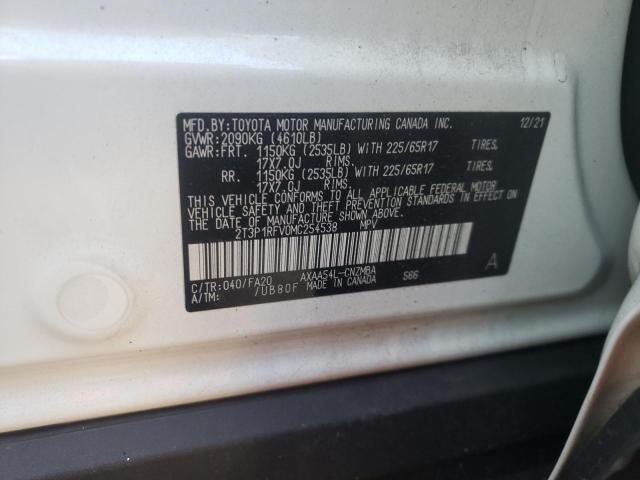 MFD.BY:TOYOTA MOTOR MANUFACTURING CANADA INC. 12/21
GVWR:2090KG (4610LB)
GAWR:FRT. 1150KG (2535LB) WITH 225/65R17 TIRES.
17X7.0J RIMS.
RR. 1150KG (2535LB) WITH 225/65R17 TIRES.
17X7.0J RIMS.
THIS VEHICLE CONFORMS TO ALL APPLICABLE FEDERAL MOTOR
VEHICLE SAFETY AND THEFT PREVENTION STANDARDS IN EFFECT ON
THE DATE OF MANUFACTURE SHOWN ABOVE.
2T3P1RFV0MC254538 MPV
C/TR:040/FA20 AXAA54L-CNZMBA S66 A
A/TM: /UB80F MADE IN CANADA